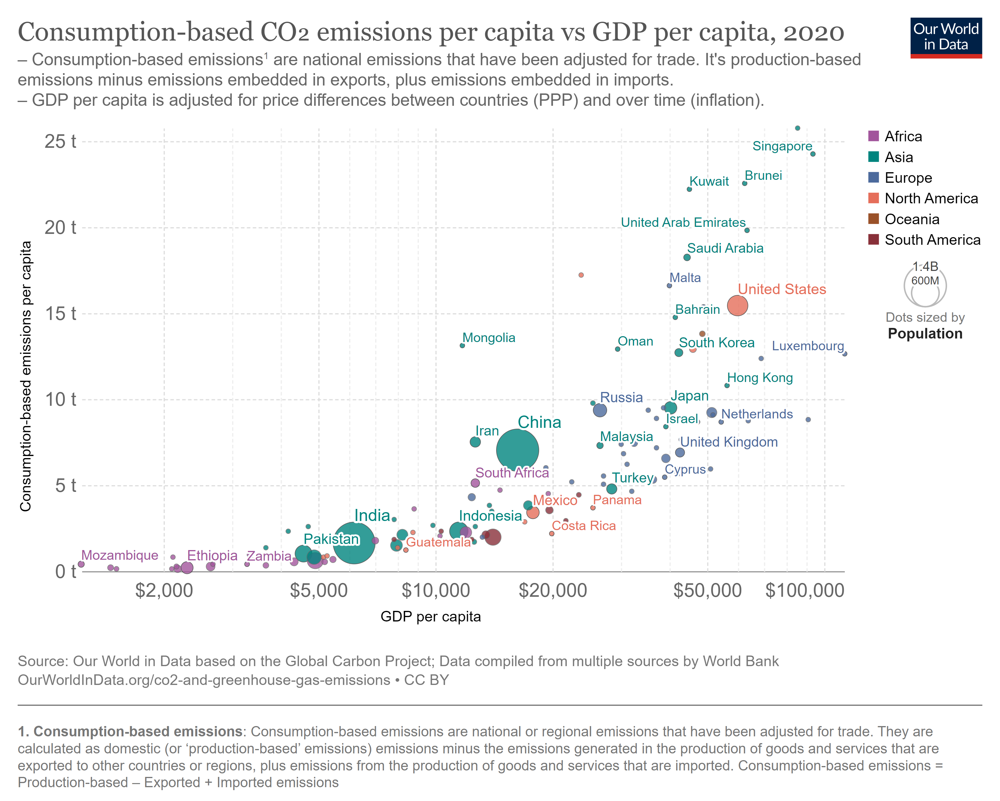 Consumption-based CO₂ emissions per capita vs GDP per capita, 2020
Our World
in Data
– Consumption-based emissions¹ are national emissions that have been adjusted for trade. It's production-based
emissions minus emissions embedded in exports, plus emissions embedded in imports.
– GDP per capita is adjusted for price differences between countries (PPP) and over time (inflation).
25 t
20 t
15 t
10 t
5 t
0 t
Consumption-based emissions per capita
Singapore
Brunei
Kuwait
United Arab Emirates
Saudi Arabia
Malta
United States
Bahrain
Mongolia
Oman
South Korea
Luxembourg
Hong Kong
Russia
Japan
Netherlands
Israel
China
Iran
Malaysia
United Kingdom
South Africa
Cyprus
Turkey
Mexico
Panama
India
Indonesia
Costa Rica
Pakistan
Guatemala
Mozambique
Ethiopia
Zambia
$2,000
$5,000
$10,000
$20,000
$50,000
$100,000
GDP per capita
Africa
Asia
Europe
North America
Oceania
South America
1.4B
600M
Dots sized by
Population
Source: Our World in Data based on the Global Carbon Project; Data compiled from multiple sources by World Bank
OurWorldInData.org/co2-and-greenhouse-gas-emissions • CC BY
1. Consumption-based emissions: Consumption-based emissions are national or regional emissions that have been adjusted for trade. They are
calculated as domestic (or ‘production-based’ emissions) emissions minus the emissions generated in the production of goods and services that are
exported to other countries or regions, plus emissions from the production of goods and services that are imported. Consumption-based emissions =
Production-based – Exported + Imported emissions